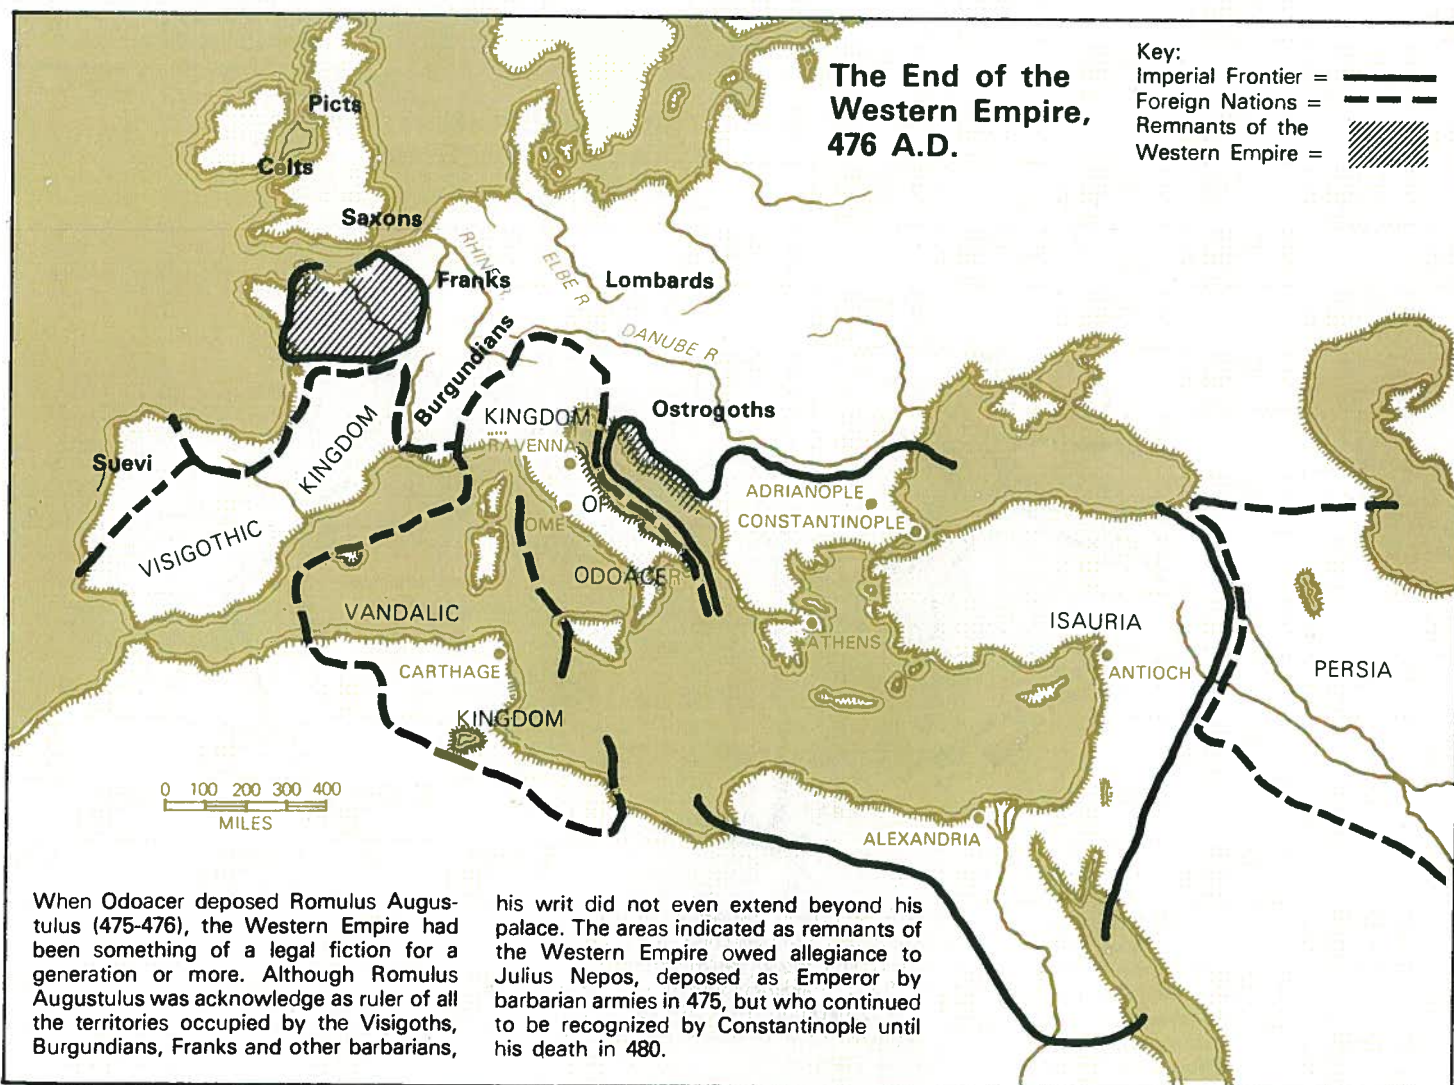 The End of the
Western Empire,
476 A.D.
Key:
Imperial Frontier =
Foreign Nations =
Remnants of the
Western Empire =
Picts
Celts
Saxons
RHINE R.
Franks
ELBE R
Lombards
DANUBE R
Burgundians
KINGDOM
Ostrogoths
RAVENNA
Suevi
KINGDOM
VISIGOTHIC
OF
OME
ADRIANOPLE
CONSTANTINOPLE
ODOACER
VANDALIC
ISAURIA
ATHENS
CARTHAGE
ANTIOCH
PERSIA
KINGDOM
0 100 200 300 400
MILES
ALEXANDRIA
When Odoacer deposed Romulus Augus-
tulus (475-476), the Western Empire had
been something of a legal fiction for a
generation or more. Although Romulus
Augustulus was acknowledge as ruler of all
the territories occupied by the Visigoths,
Burgundians, Franks and other barbarians,
his writ did not even extend beyond his
palace. The areas indicated as remnants of
the Western Empire owed allegiance to
Julius Nepos, deposed as Emperor by
barbarian armies in 475, but who continued
to be recognized by Constantinople until
his death in 480.